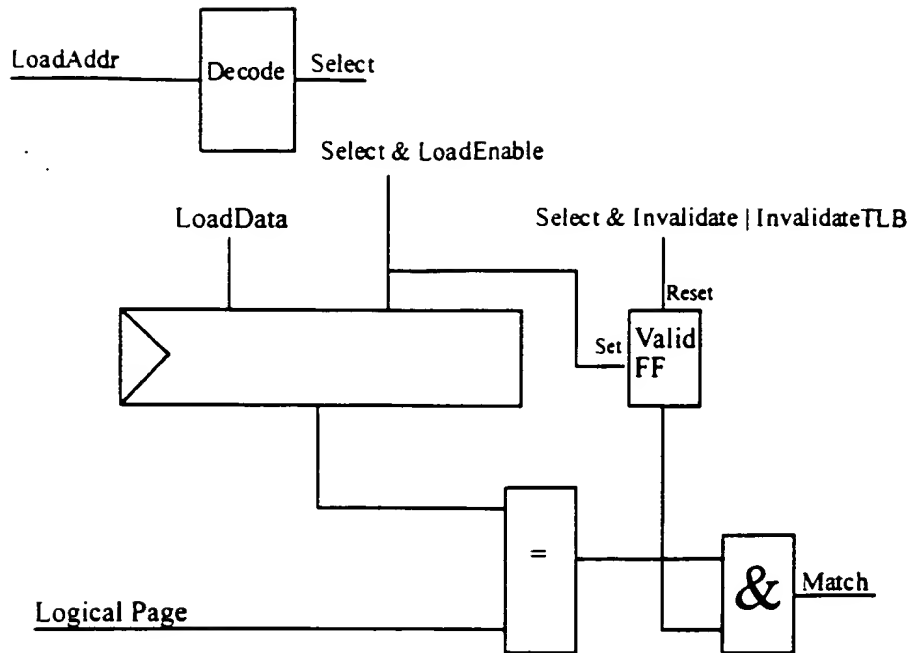 LoadAddr
Decode
Select
Select & LoadEnable
LoadData
Select & Invalidate | InvalidateTLB
Reset
Set
Valid
FF
=
&
Match
Logical Page